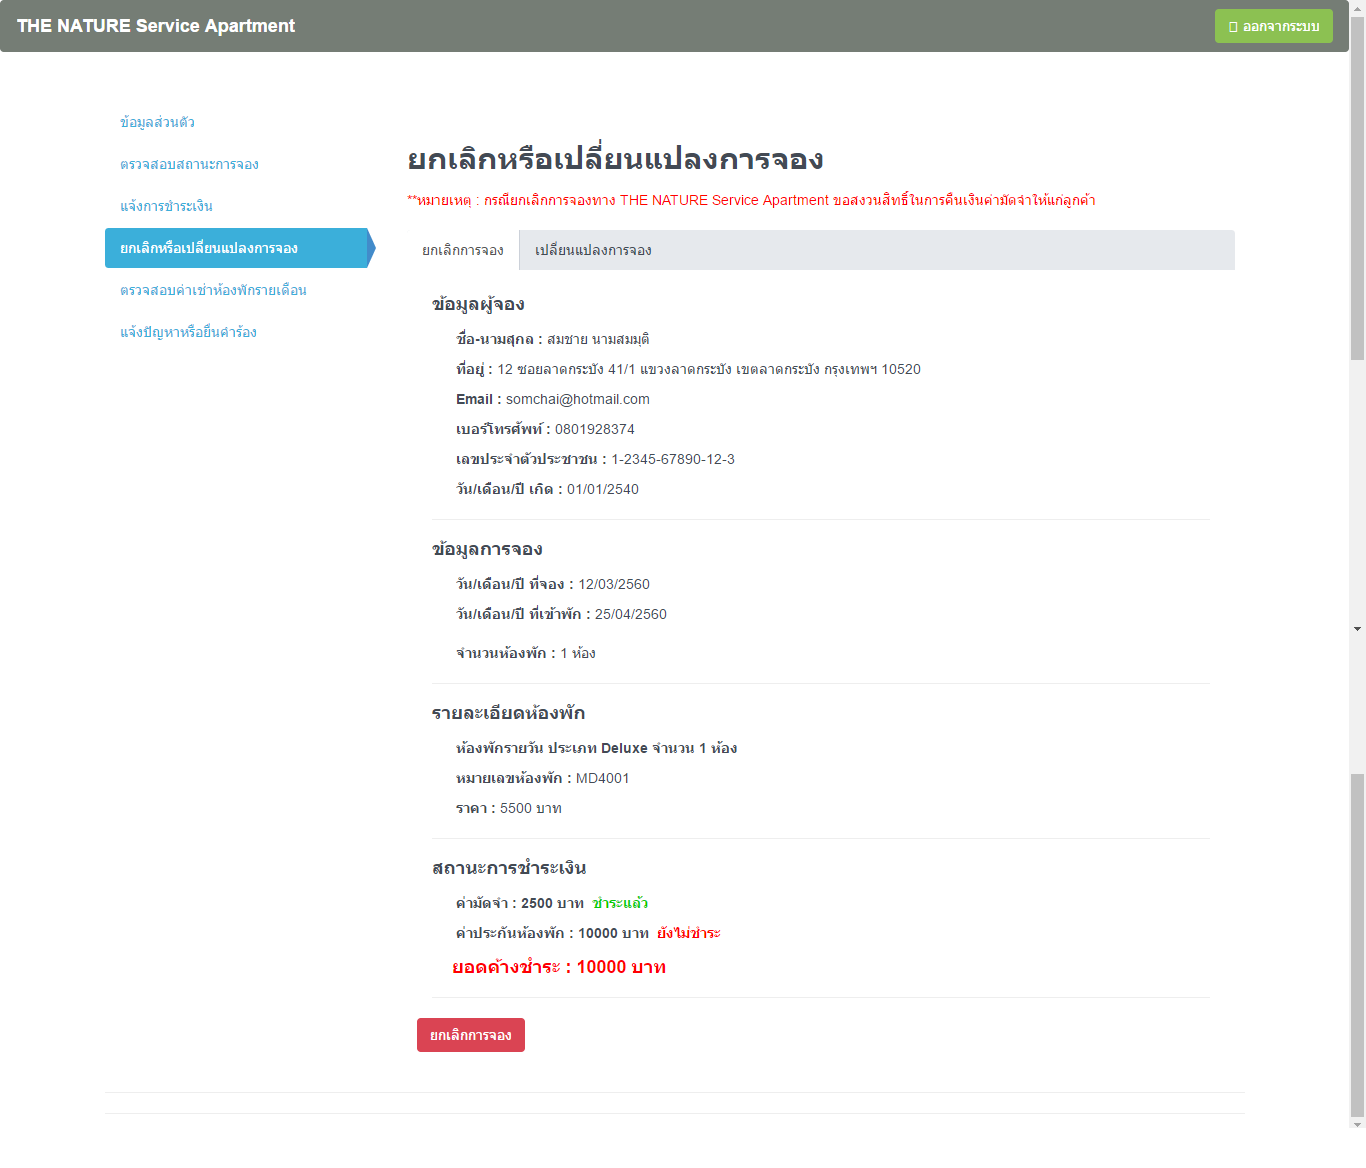 THE NATURE Service Apartment
ออกจากระบบ
ข้อมูลส่วนตัว
ตรวจสอบสถานะการจอง
แจ้งการชำระเงิน
ยกเลิกหรือเปลี่ยนแปลงการจอง
ตรวจสอบค่าเช่าห้องพักรายเดือน
แจ้งปัญหาหรือยื่นคำร้อง
ยกเลิกหรือเปลี่ยนแปลงการจอง
**หมายเหตุ : กรณียกเลิกการจองทาง THE NATURE Service Apartment ขอสงวนสิทธิ์ในการคืนเงินค่ามัดจำให้แก่ลูกค้า
ยกเลิกการจอง
เปลี่ยนแปลงการจอง
ข้อมูลผู้จอง
ชื่อ-นามสุกล : สมชาย นามสมมุติ
ที่อยู่ : 12 ซอยลาดกระบัง 41/1 แขวงลาดกระบัง เขตลาดกระบัง กรุงเทพฯ 10520
Email : somchai@hotmail.com
เบอร์โทรศัพท์ : 0801928374
เลขประจำตัวประชาชน : 1-2345-67890-12-3
วัน/เดือน/ปี เกิด : 01/01/2540
ข้อมูลการจอง
วัน/เดือน/ปี ที่จอง : 12/03/2560
วัน/เดือน/ปี ที่เข้าพัก : 25/04/2560
จำนวนห้องพัก : 1 ห้อง
รายละเอียดห้องพัก
ห้องพักรายวัน ประเภท Deluxe จำนวน 1 ห้อง
หมายเลขห้องพัก : MD4001
ราคา : 5500 บาท
สถานะการชำระเงิน
ค่ามัดจำ : 2500 บาท ชำระแล้ว
ค่าประกันห้องพัก : 10000 บาท ยังไม่ชำระ
ยอดค้างชำระ : 10000 บาท
ยกเลิกการจอง